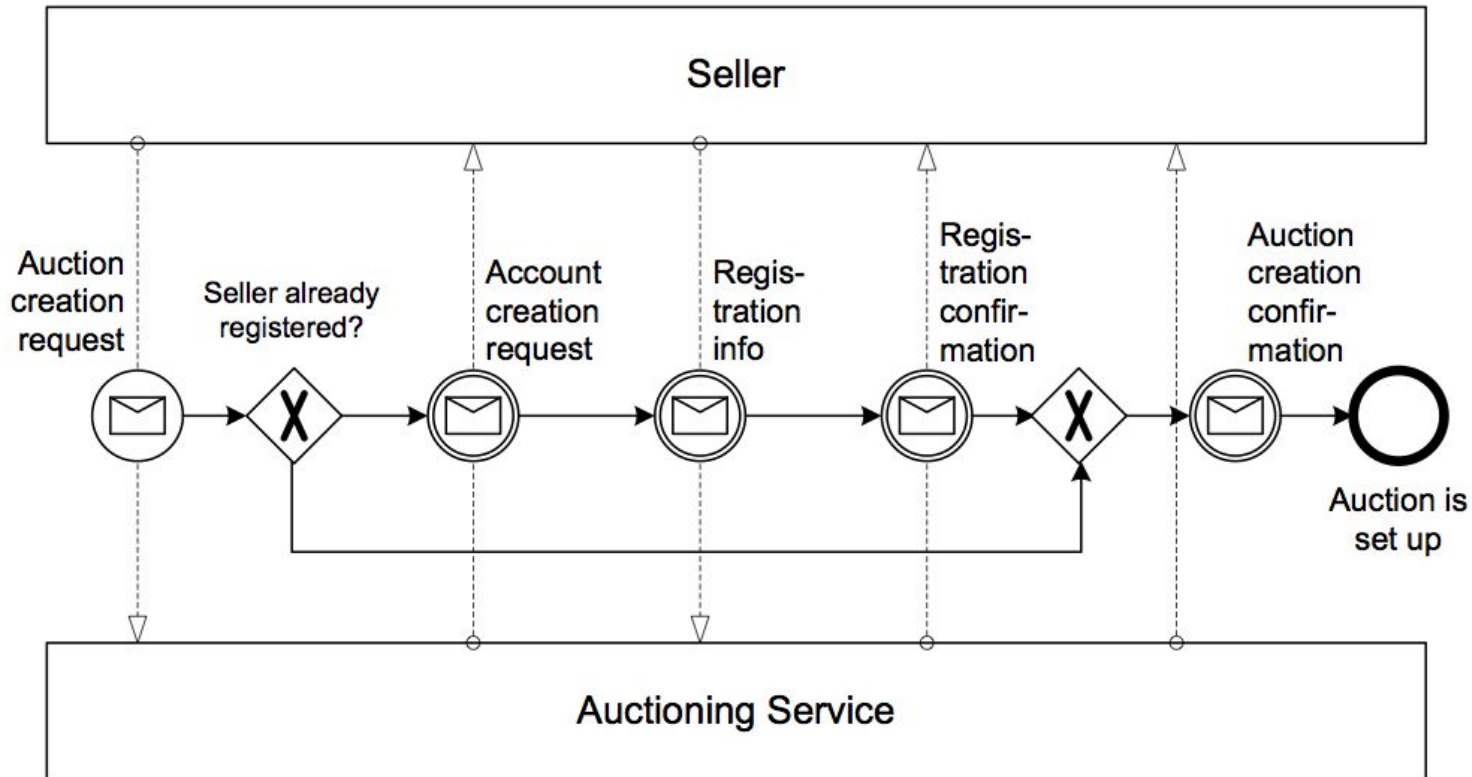 Seller
Auction
creation
request
Seller already
registered?
Account
creation
request
Regis-
tration
info
Regis-
tration
confir-
mation
Auction
creation
confir-
mation
Auction is
set up
Auctioning Service